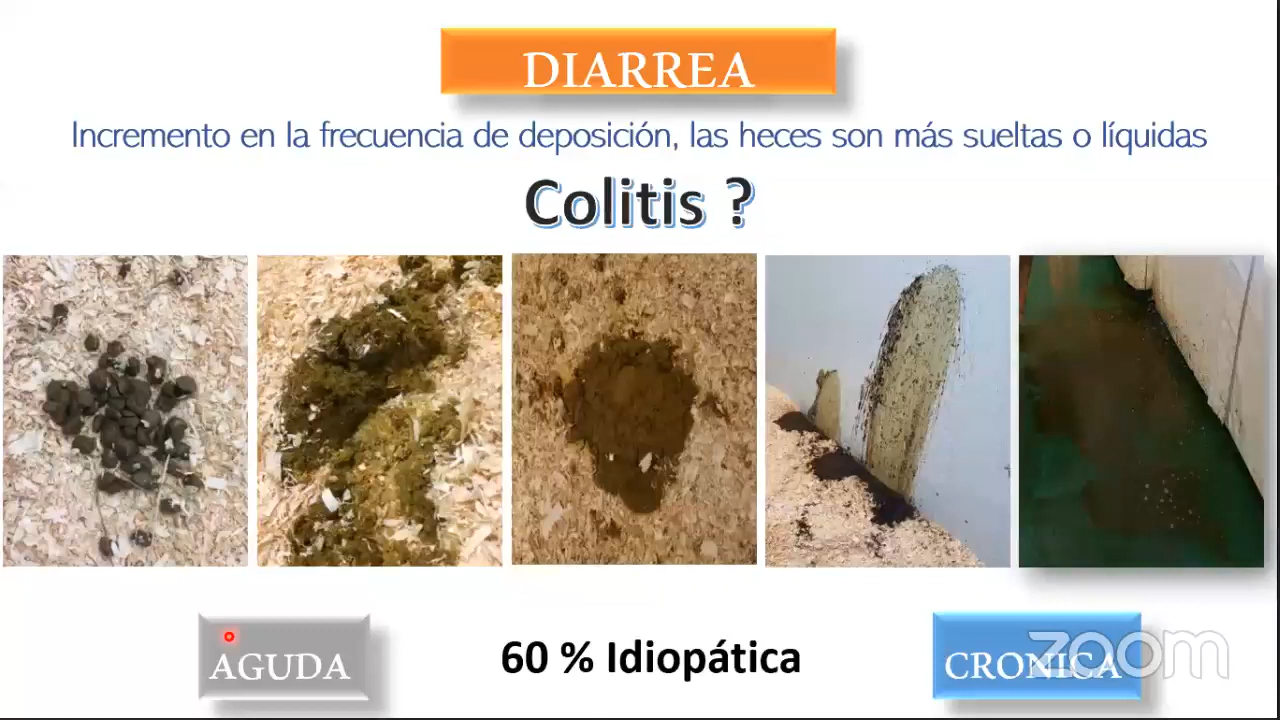 DIARREA
Incremento en la frecuencia de deposición, las heces son más sueltas o líquidas
Colitis ?
AGUDA
60 % Idiopática
CRONICA
zoom